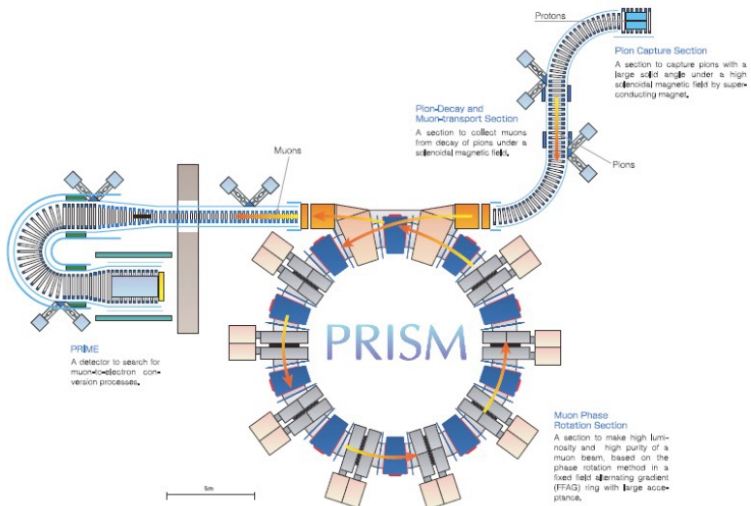 Protons
Pion Capture Section
A section to capture pions with a
large solid angle under a high
solenoidal magnetic field by super-
conducting magnet.
Pion-Decay and
Muon-transport Section
A section to collect muons
from decay of pions under a
solenoidal magnetic field.
Muons
Pions
PRISM
PRIME
A detector to search for
muon-to-electron con-
version processes.
Muon Phase
Rotation Section
A section to make high lumi-
nosity and high purity of a
muon beam, based on the
phase rotation method in a
fixed field alternating gradient
(FFAG) ring with large acce-
ptance.
5m